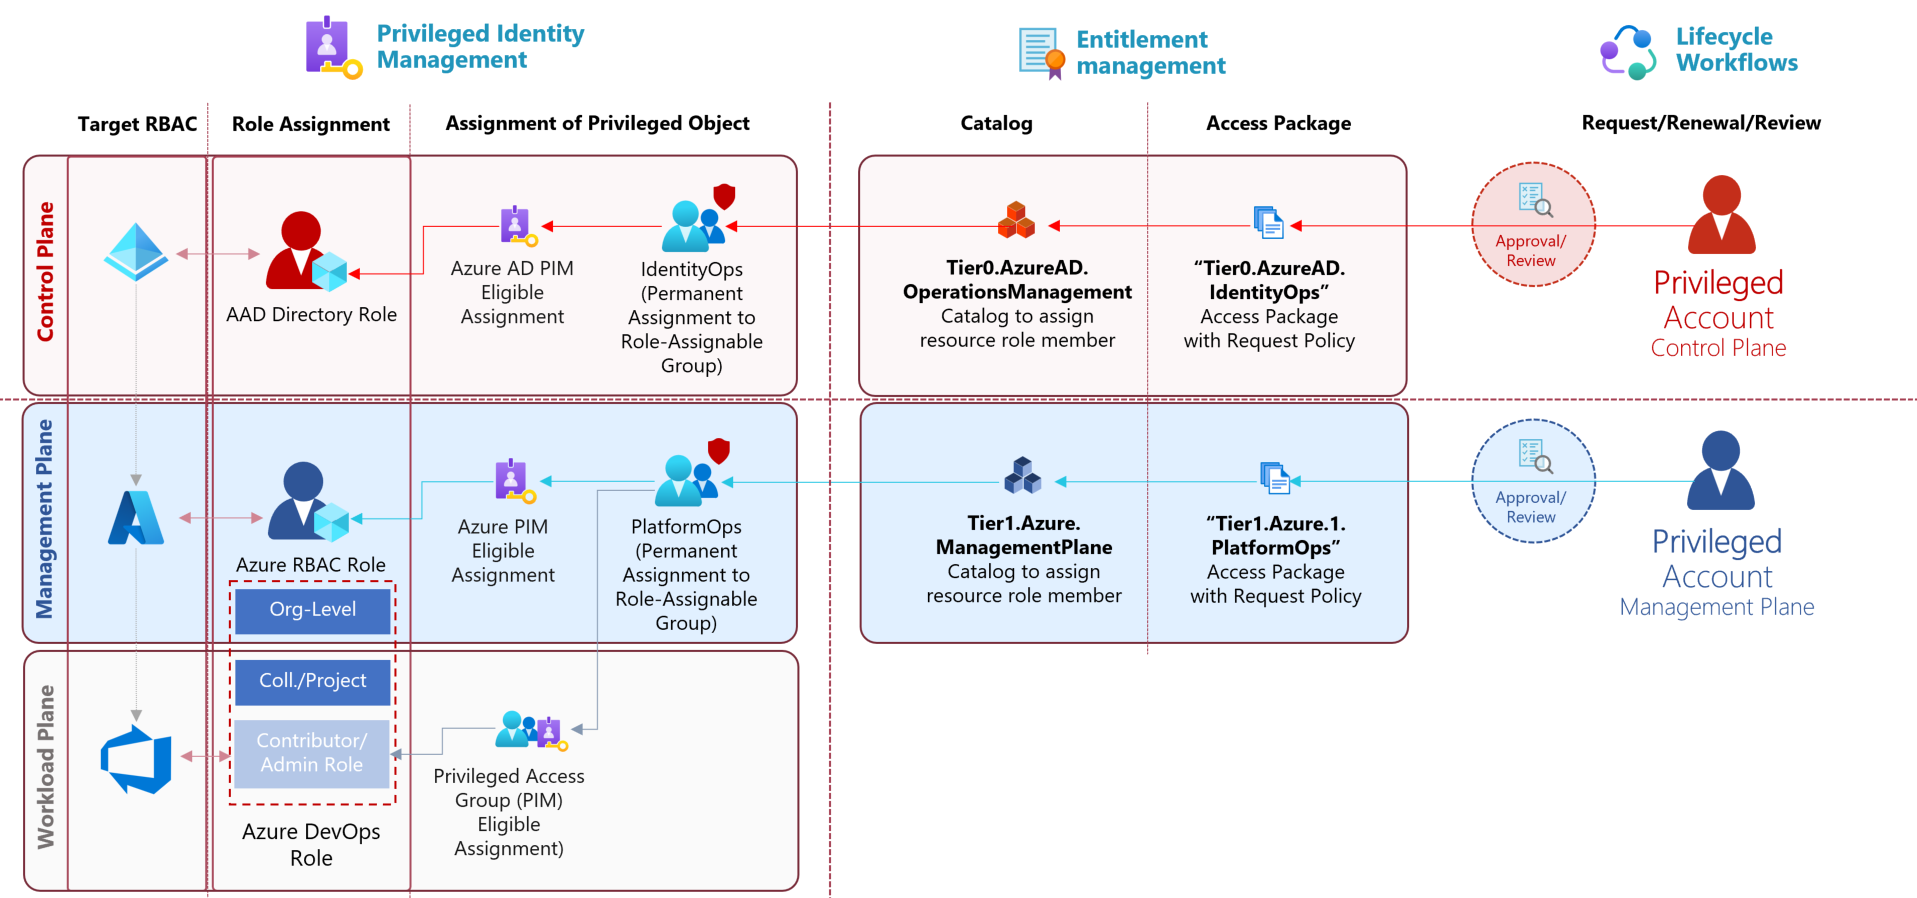 Privileged Identity
Management
Entitlement
management
Lifecycle
Workflows
Target RBAC
Role Assignment
Assignment of Privileged Object
Catalog
Access Package
Request/Renewal/Review
Control Plane
AAD Directory Role
Azure AD PIM
Eligible
Assignment
IdentityOps
(Permanent
Assignment to
Role-Assignable
Group)
Tier0.AzureAD.
OperationsManagement
Catalog to assign
resource role member
“Tier0.AzureAD.
IdentityOps”
Access Package
with Request Policy
Approval/
Review
Privileged
Account
Control Plane
Management Plane
Azure RBAC Role
Org-Level
Azure PIM
Eligible
Assignment
PlatformOps
(Permanent
Assignment to
Role-Assignable
Group)
Tier1.Azure.
ManagementPlane
Catalog to assign
resource role member
“Tier1.Azure.1.
PlatformOps”
Access Package
with Request Policy
Approval/
Review
Privileged
Account
Management Plane
Workload Plane
Coll./Project
Contributor/
Admin Role
Azure DevOps
Role
Privileged Access
Group (PIM)
Eligible
Assignment)